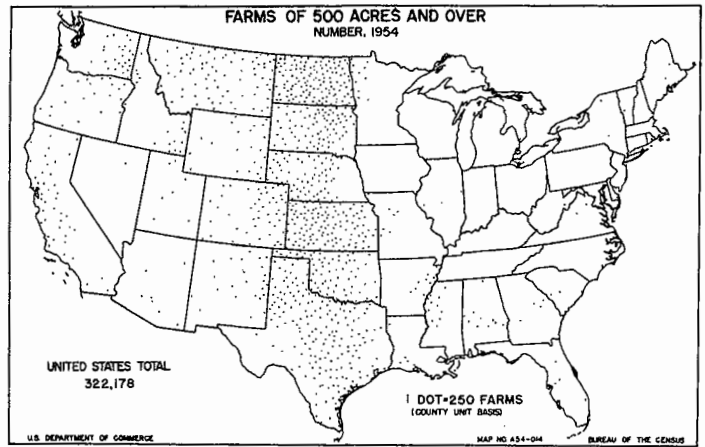 FARMS OF 500 ACRES AND OVER
NUMBER, 1954
UNITED STATES TOTAL
322,178
1 DOT=250 FARMS
(COUNTY UNIT BASIS)
U.S. DEPARTMENT OF COMMERCE
MAP NO. A54-014
BUREAU OF THE CENSUS